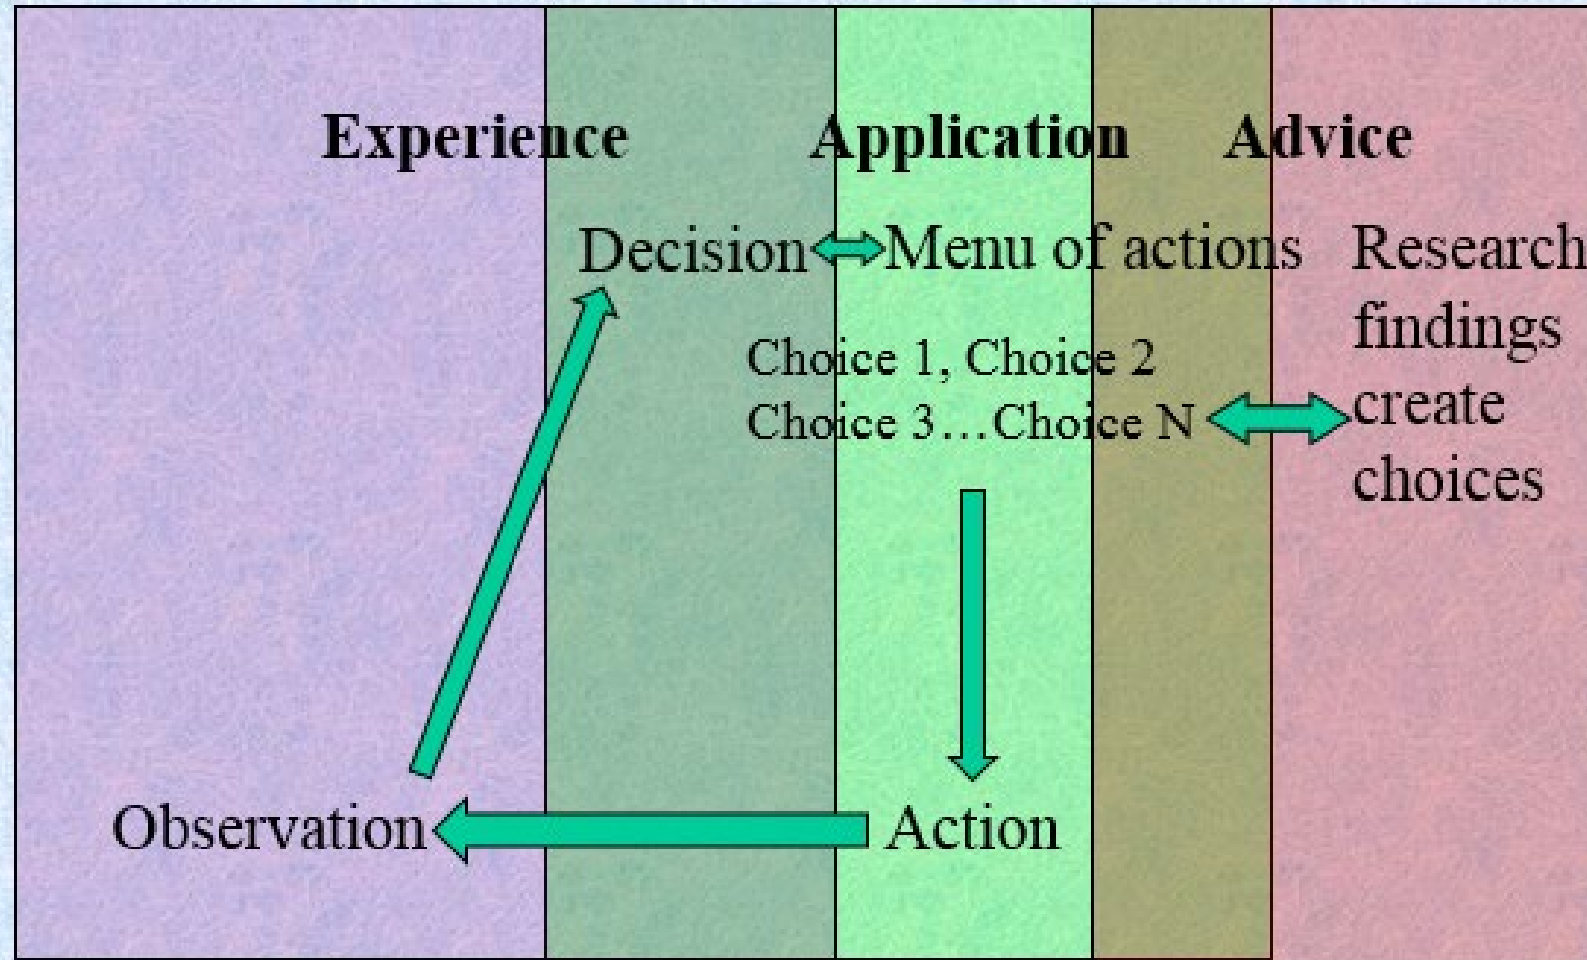 Experience Application Advice
Decision Menu of actions Research
findings
Choice 1, Choice 2
create
Choice 3…Choice N
choices
Observation Action